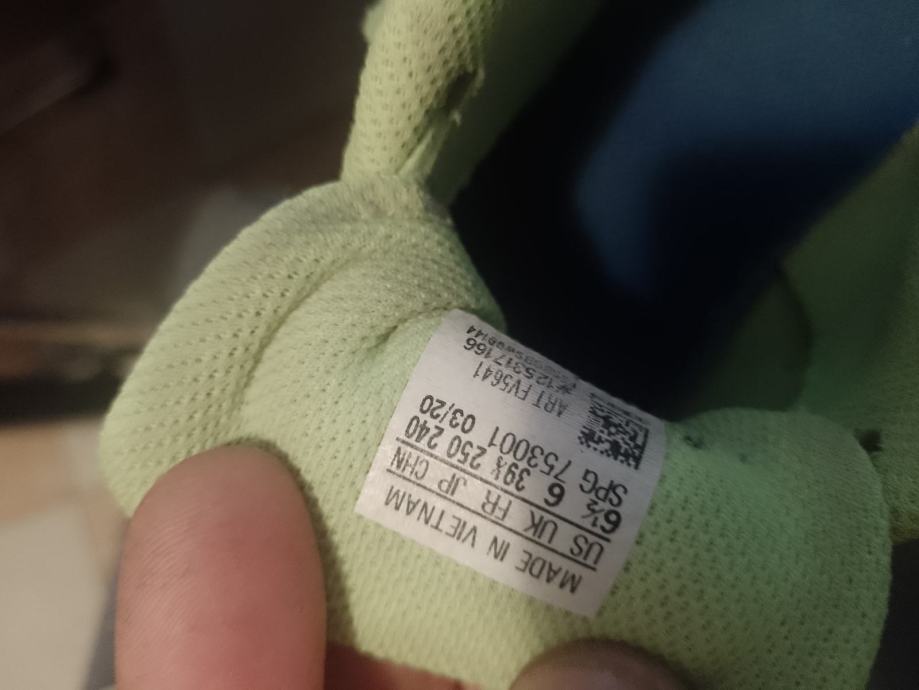 MADE IN VIETNAM
US UK FR JP CHN
6½ 6 39⅓ 250 240
SPG 753001 03/20
ART FV5641